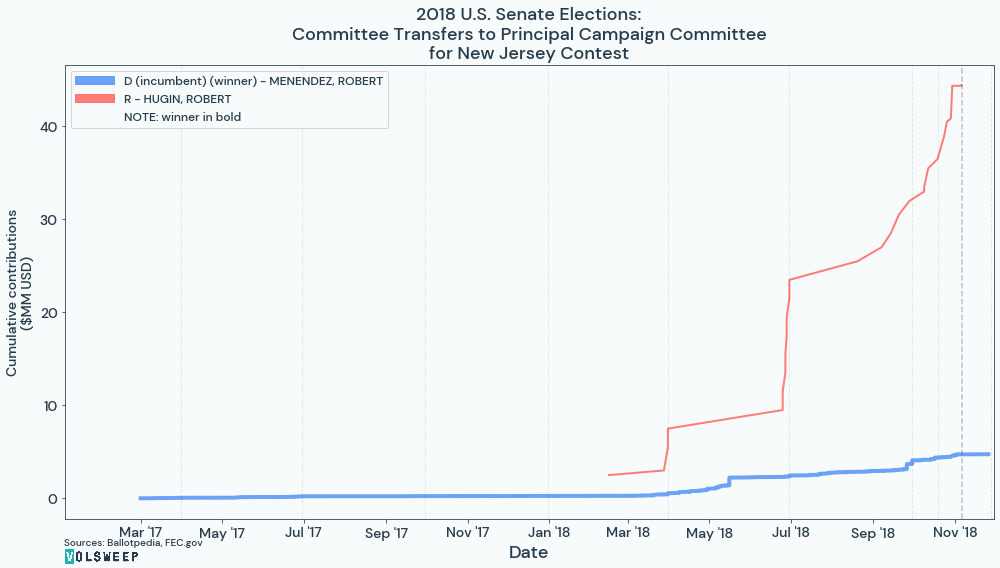 2018 U.S. Senate Elections:
Committee Transfers to Principal Campaign Committee
for New Jersey Contest
D (incumbent) (winner) - MENENDEZ, ROBERT
R - HUGIN, ROBERT
NOTE: winner in bold
Cumulative contributions
($MM USD)
40
30
20
10
0
Mar '17
May '17
Jul '17
Sep '17
Nov '17
Jan '18
Mar '18
May '18
Jul '18
Sep '18
Nov '18
Date
Sources: Ballotpedia, FEC.gov
VOLSWEEP